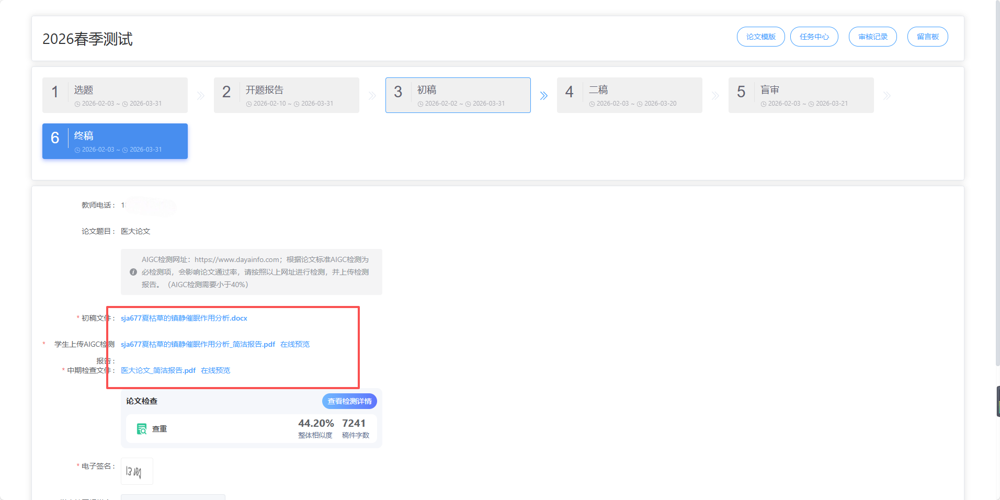 2026春季测试
论文模版
任务中心
审核记录
留言板
1 选题
2026-02-03 ~ 2026-03-31
2 开题报告
2026-02-10 ~ 2026-03-31
3 初稿
2026-02-02 ~ 2026-03-31
4 二稿
2026-02-03 ~ 2026-03-20
5 盲审
2026-02-03 ~ 2026-03-21
6 终稿
2026-02-03 ~ 2026-03-31
教师电话： 1
论文题目： 医大论文
AIGC检测网址：https://www.dayainfo.com；根据论文标准AIGC检测为
必检测项，会影响论文通过率，请按照以上网址进行检测，并上传检测
报告。（AIGC检测需要小于40%）
* 初稿文件： sja677夏枯草的镇静催眠作用分析.docx
* 学生上传AIGC检测 sja677夏枯草的镇静催眠作用分析_简洁报告.pdf 在线预览
报告：
* 中期检查文件： 医大论文_简洁报告.pdf 在线预览
论文检查
查看检测详情
查重
44.20% 7241
整体相似度 稿件字数
* 电子签名：